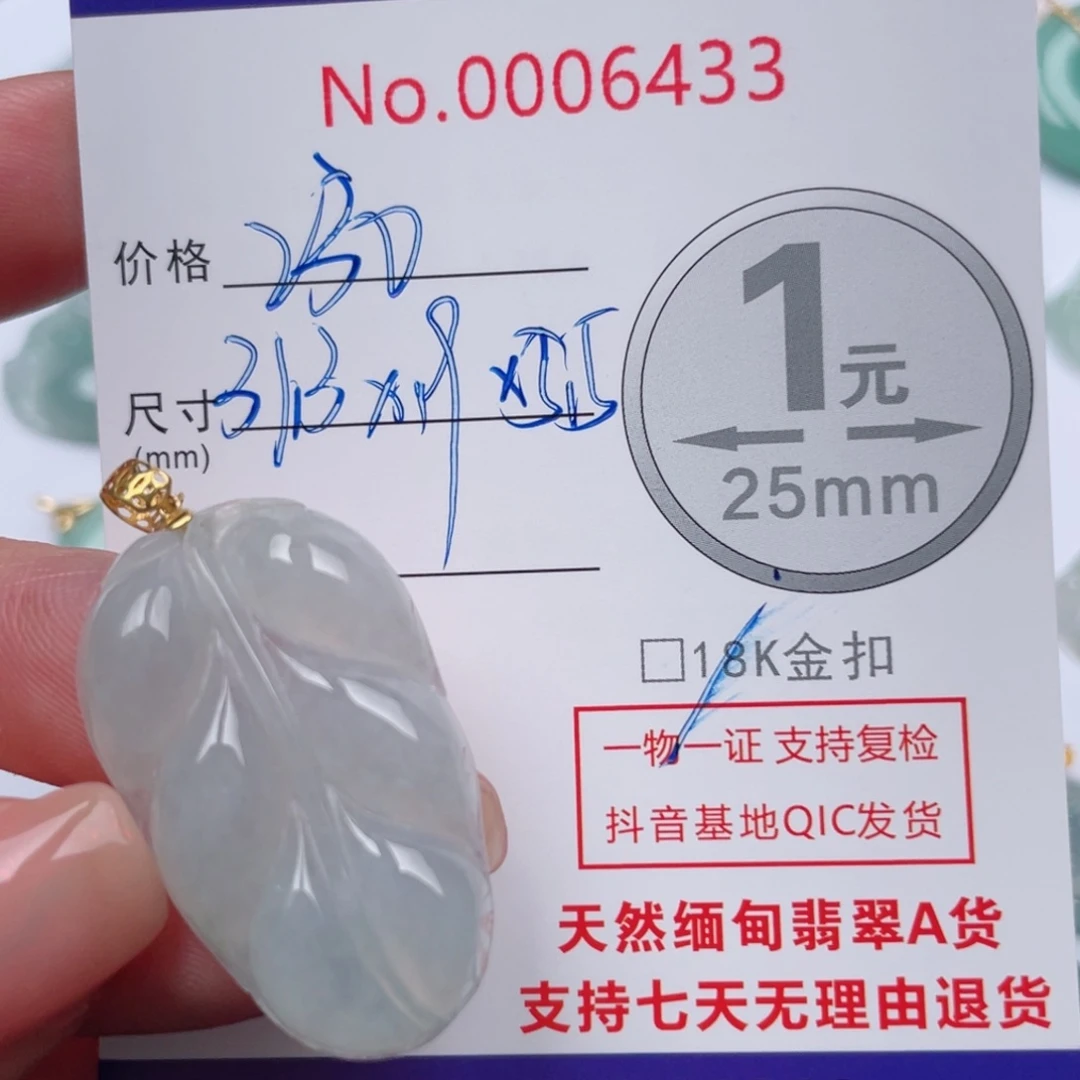 No.0006433
价格
尺寸
(mm)
1元
25mm
□18K金扣
一物一证 支持复检
抖音基地QIC发货
天然缅甸翡翠A货
支持七天无理由退货